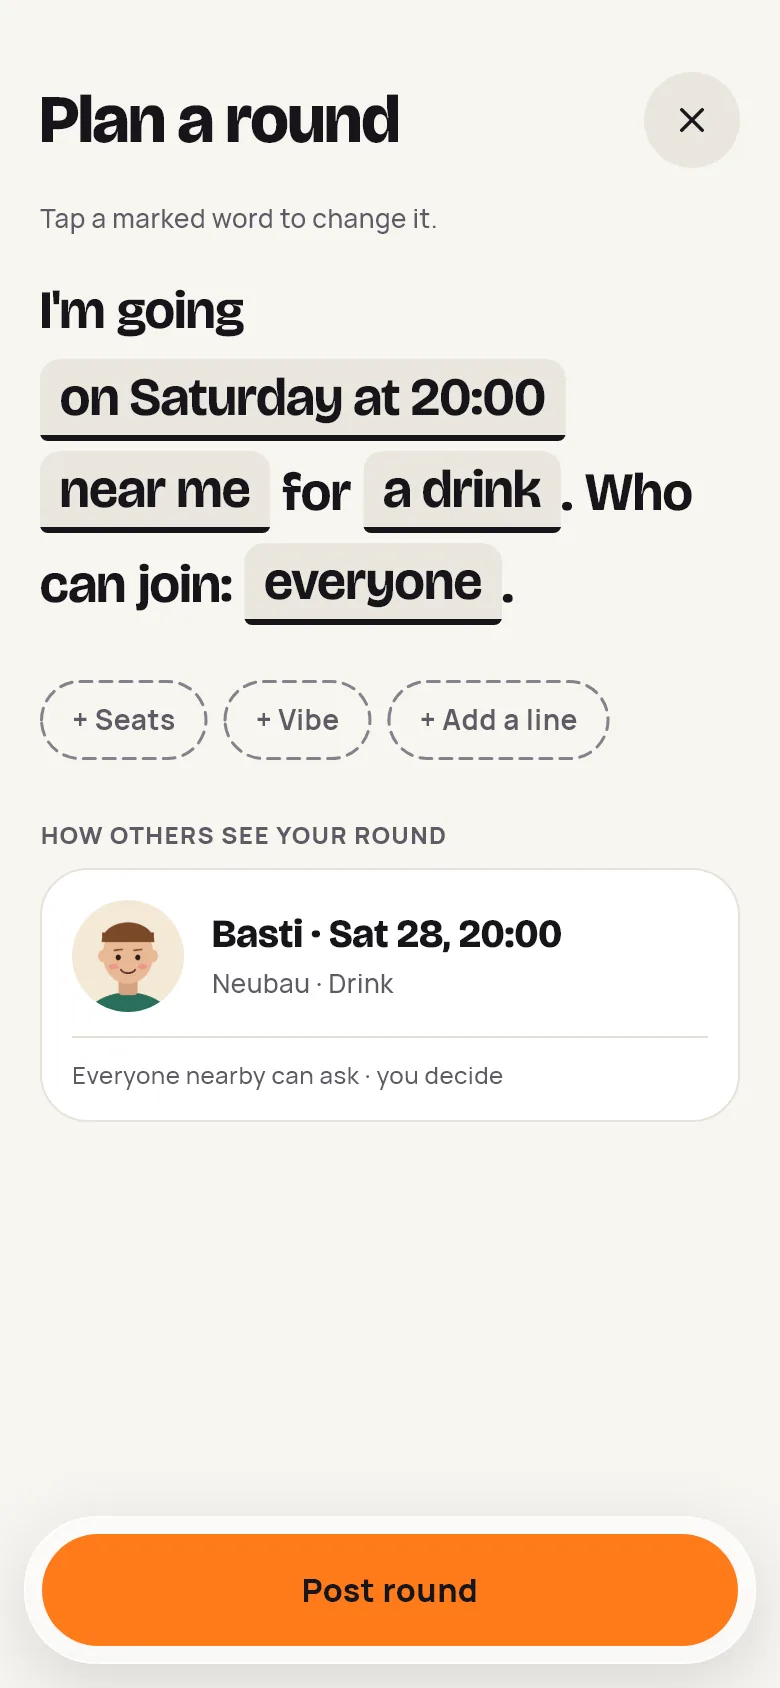 Plan a round
Tap a marked word to change it.
I'm going
on Saturday at 20:00
near me for a drink. Who
can join: everyone.
+ Seats + Vibe + Add a line
HOW OTHERS SEE YOUR ROUND
Basti · Sat 28, 20:00
Neubau · Drink
Everyone nearby can ask · you decide
Post round